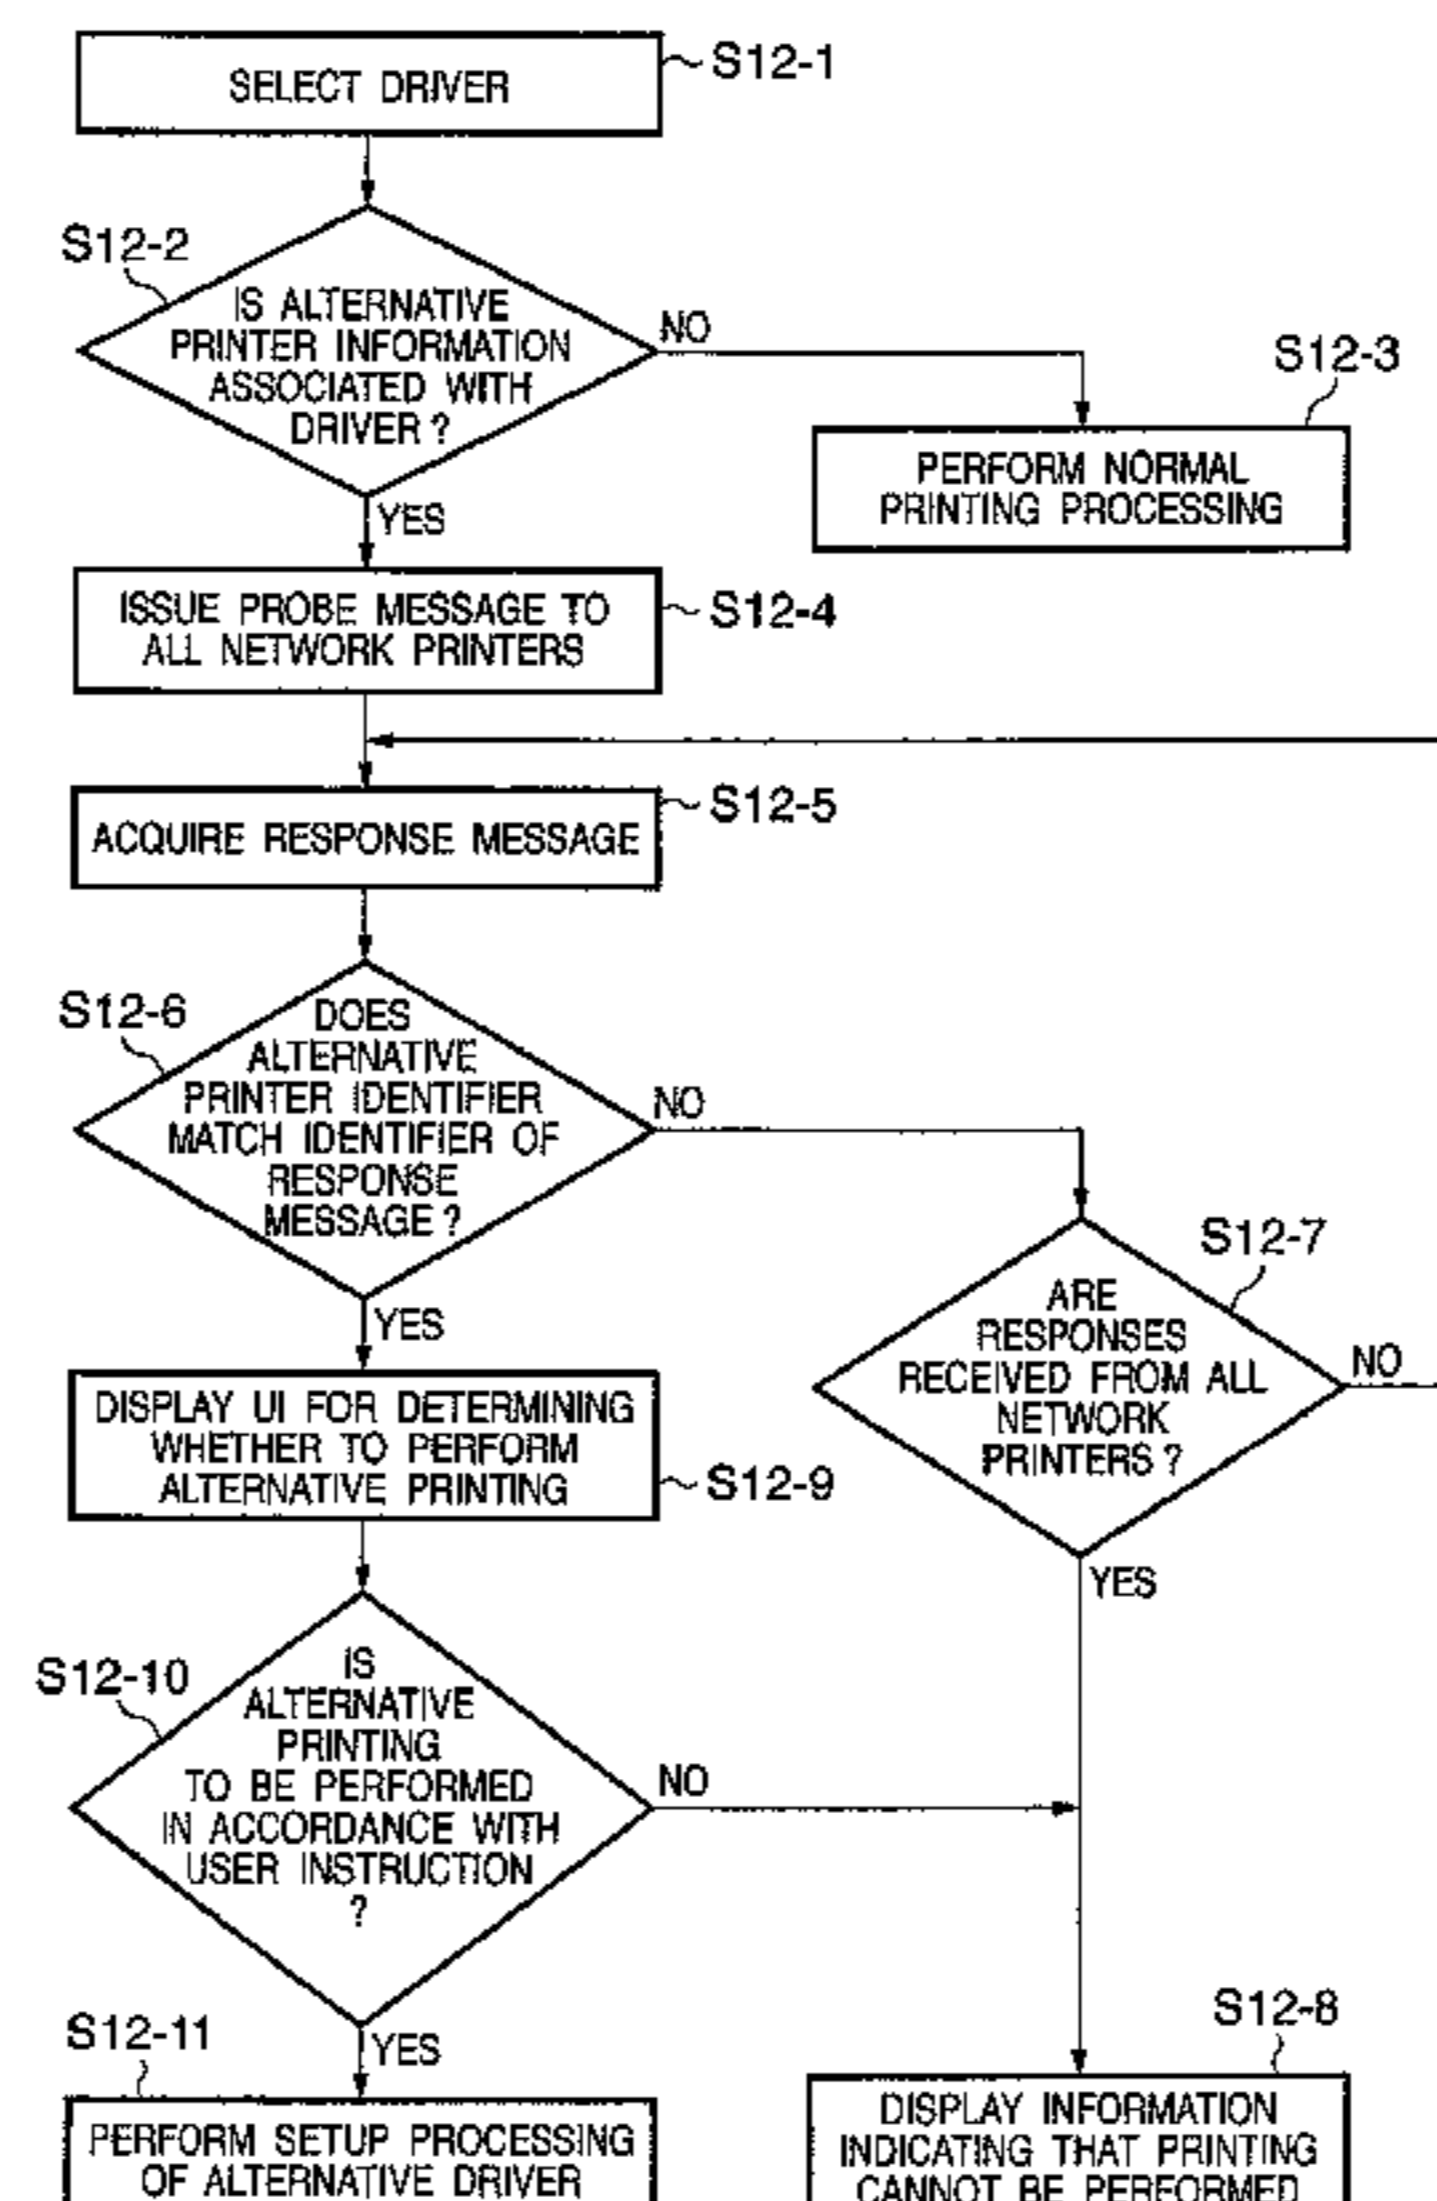 SELECT DRIVER
S12-1
S12-2
IS ALTERNATIVE
PRINTER INFORMATION
ASSOCIATED WITH
DRIVER ?
NO
YES
S12-3
PERFORM NORMAL
PRINTING PROCESSING
ISSUE PROBE MESSAGE TO
ALL NETWORK PRINTERS
S12-4
ACQUIRE RESPONSE MESSAGE
S12-5
S12-6
DOES
ALTERNATIVE
PRINTER IDENTIFIER
MATCH IDENTIFIER OF
RESPONSE
MESSAGE ?
NO
YES
S12-7
ARE
RESPONSES
RECEIVED FROM ALL
NETWORK
PRINTERS ?
NO
YES
DISPLAY UI FOR DETERMINING
WHETHER TO PERFORM
ALTERNATIVE PRINTING
S12-9
S12-10
IS
ALTERNATIVE
PRINTING
TO BE PERFORMED
IN ACCORDANCE WITH
USER INSTRUCTION
?
NO
YES
S12-11
PERFORM SETUP PROCESSING
OF ALTERNATIVE DRIVER
S12-8
DISPLAY INFORMATION
INDICATING THAT PRINTING
CANNOT BE PERFORMED